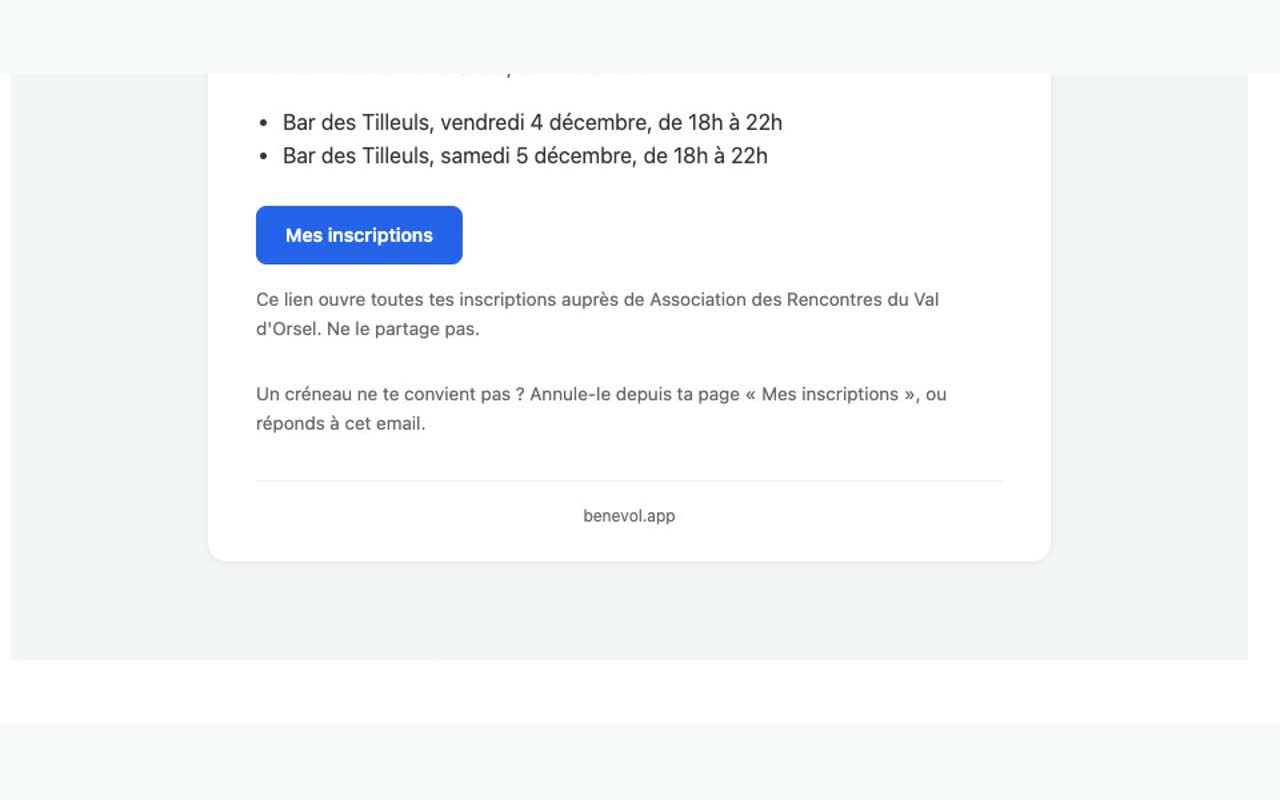 • Bar des Tilleuls, vendredi 4 décembre, de 18h à 22h
• Bar des Tilleuls, samedi 5 décembre, de 18h à 22h
Mes inscriptions
Ce lien ouvre toutes tes inscriptions auprès de Association des Rencontres du Val
d'Orsel. Ne le partage pas.
Un créneau ne te convient pas ? Annule-le depuis ta page « Mes inscriptions », ou
réponds à cet email.
benevol.app